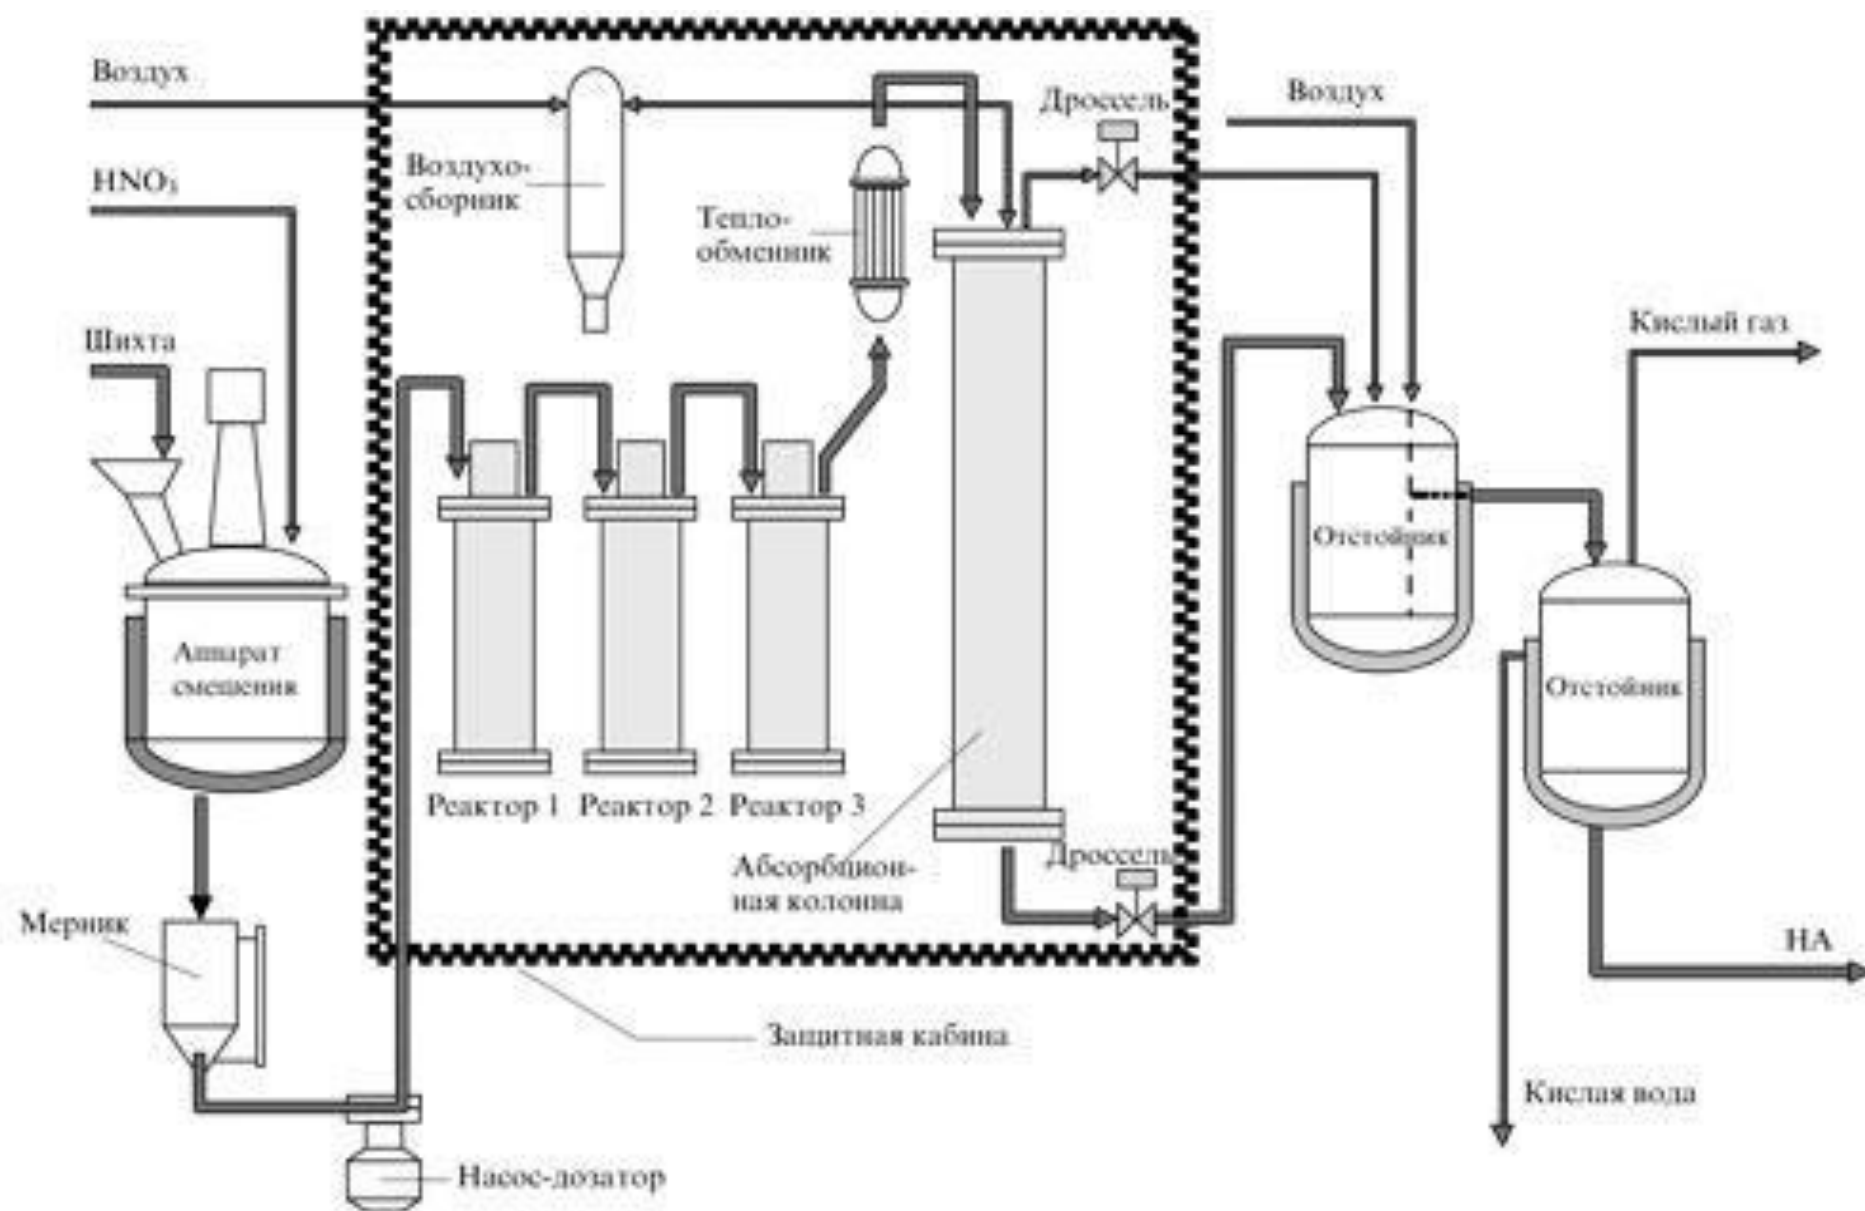 Воздух
Дроссель
Воздух
HNO₃
Воздухо-
сборник
Тепло-
обменник
Шихта
Кислый газ
Отстойник
Аппарат
смешения
Отстойник
Реактор 1
Реактор 2
Реактор 3
Дроссель
Абсорбцион-
ная колонна
Мерник
НА
Защитная кабина
Кислая вода
Насос-дозатор